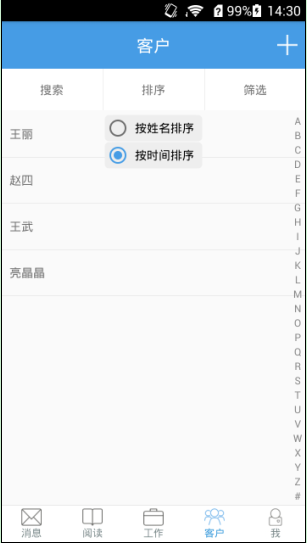 99% 14:30
客户
搜索 排序 筛选
按姓名排序
按时间排序
王丽
赵四
王武
亮晶晶
A
B
C
D
E
F
G
H
I
J
K
L
M
N
O
P
Q
R
S
T
U
V
W
X
Y
Z
#
消息 阅读 工作 客户 我